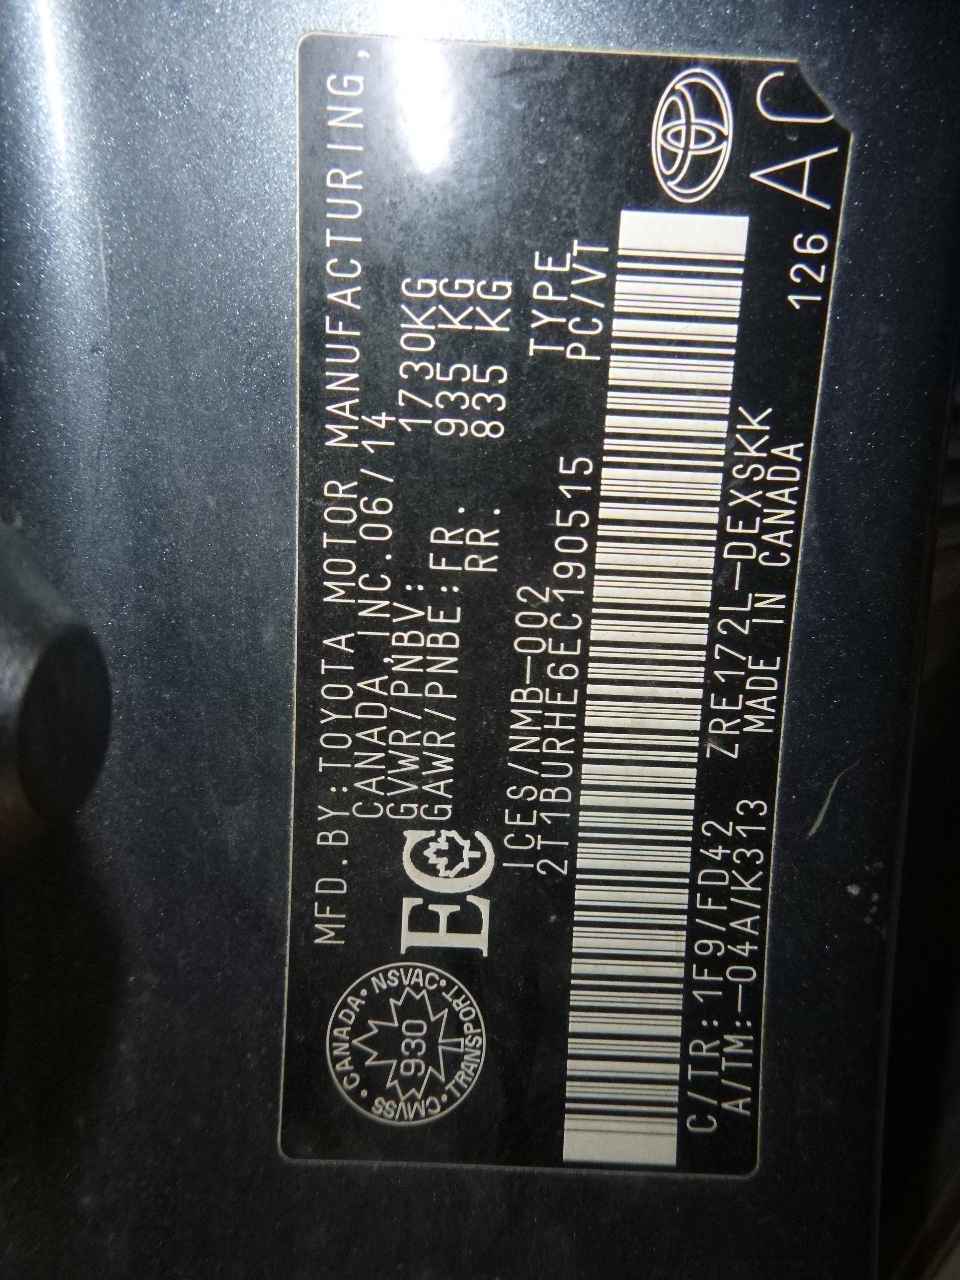 MFD.BY:TOYOTA MOTOR MANUFACTURING,
CANADA,INC.06/14
GVWR/PNBV: 1730KG
GAWR/PNBE:FR. 935 KG
RR. 835 KG
CANADA · NSVAC · TRANSPORT · CMVSS ·
930
EC
ICES/NMB-002 TYPE
2T1BURHE6EC190515 PC/VT
C/TR:1F9/FD42 ZRE172L-DEXSKK 126
A/TM:-04A/K313 MADE IN CANADA
AC